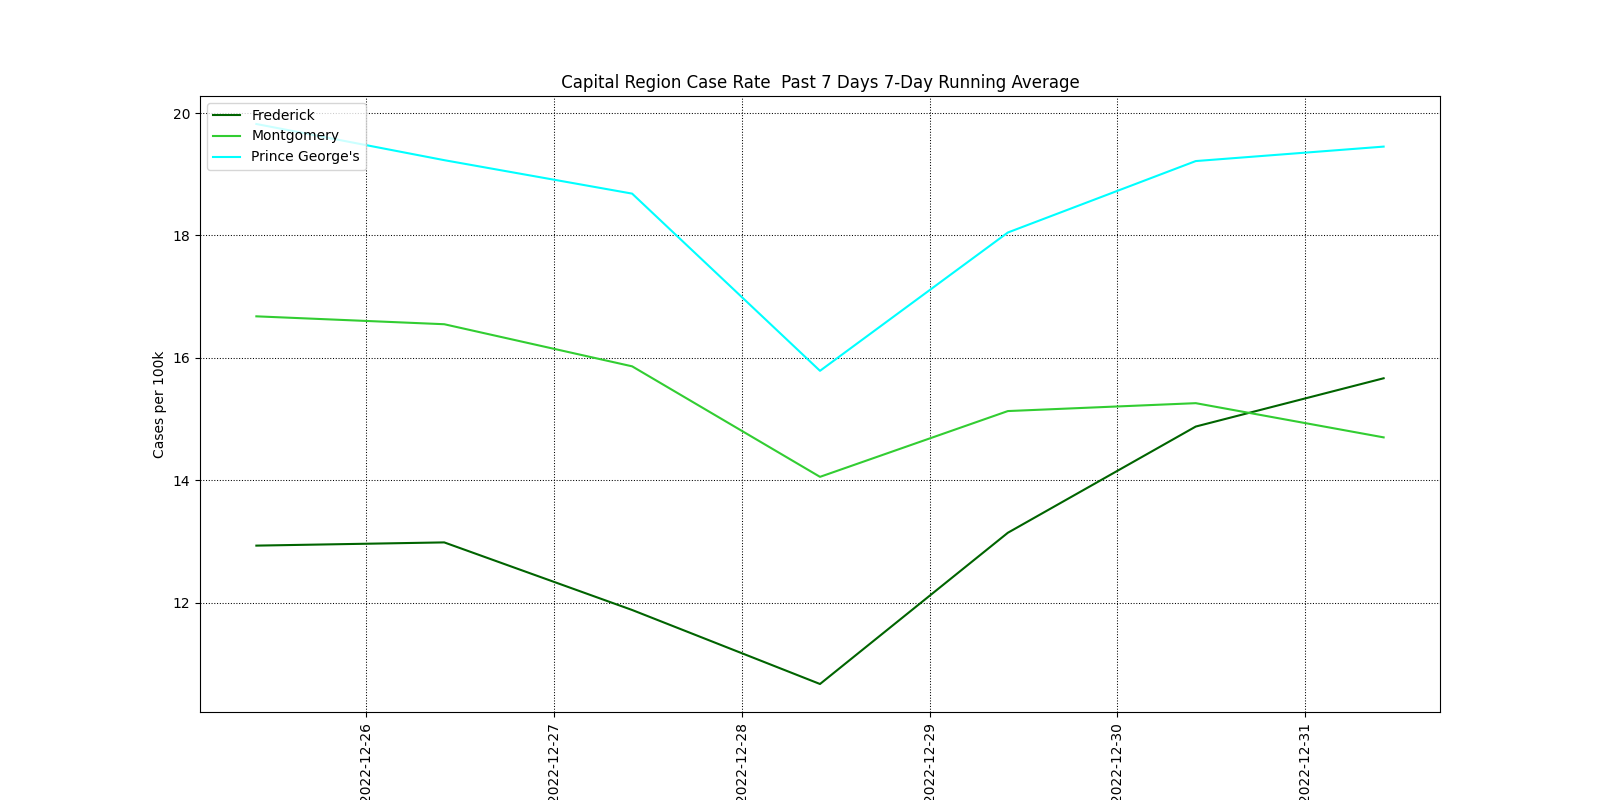 Capital Region Case Rate  Past 7 Days 7-Day Running Average
Frederick
Montgomery
Prince George's
Cases per 100k
20
18
16
14
12
2022-12-26
2022-12-27
2022-12-28
2022-12-29
2022-12-30
2022-12-31